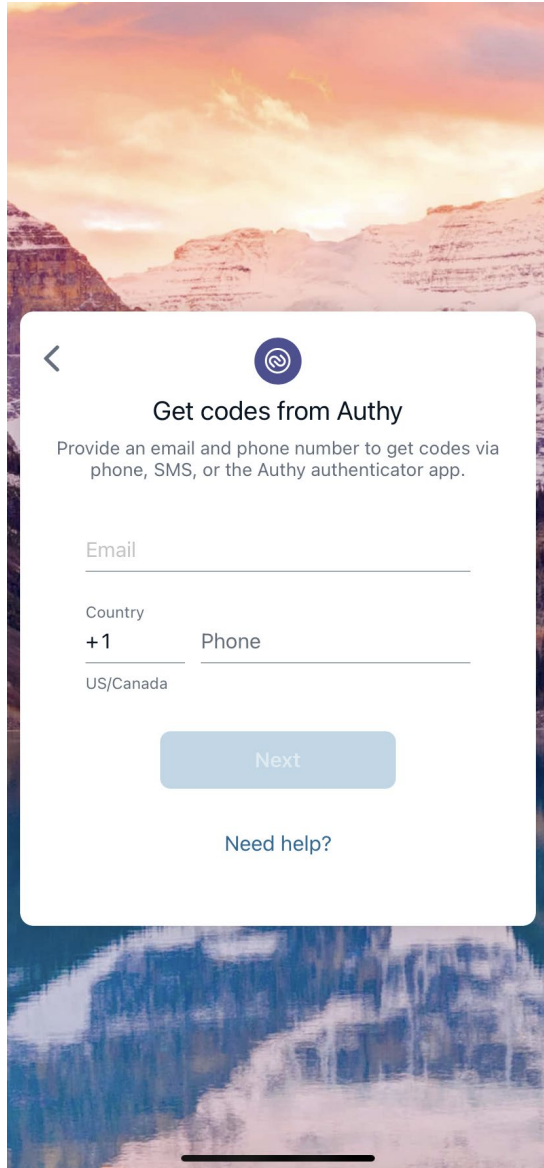 Get codes from Authy
Provide an email and phone number to get codes via
phone, SMS, or the Authy authenticator app.
Email
Country
+1
Phone
US/Canada
Next
Need help?